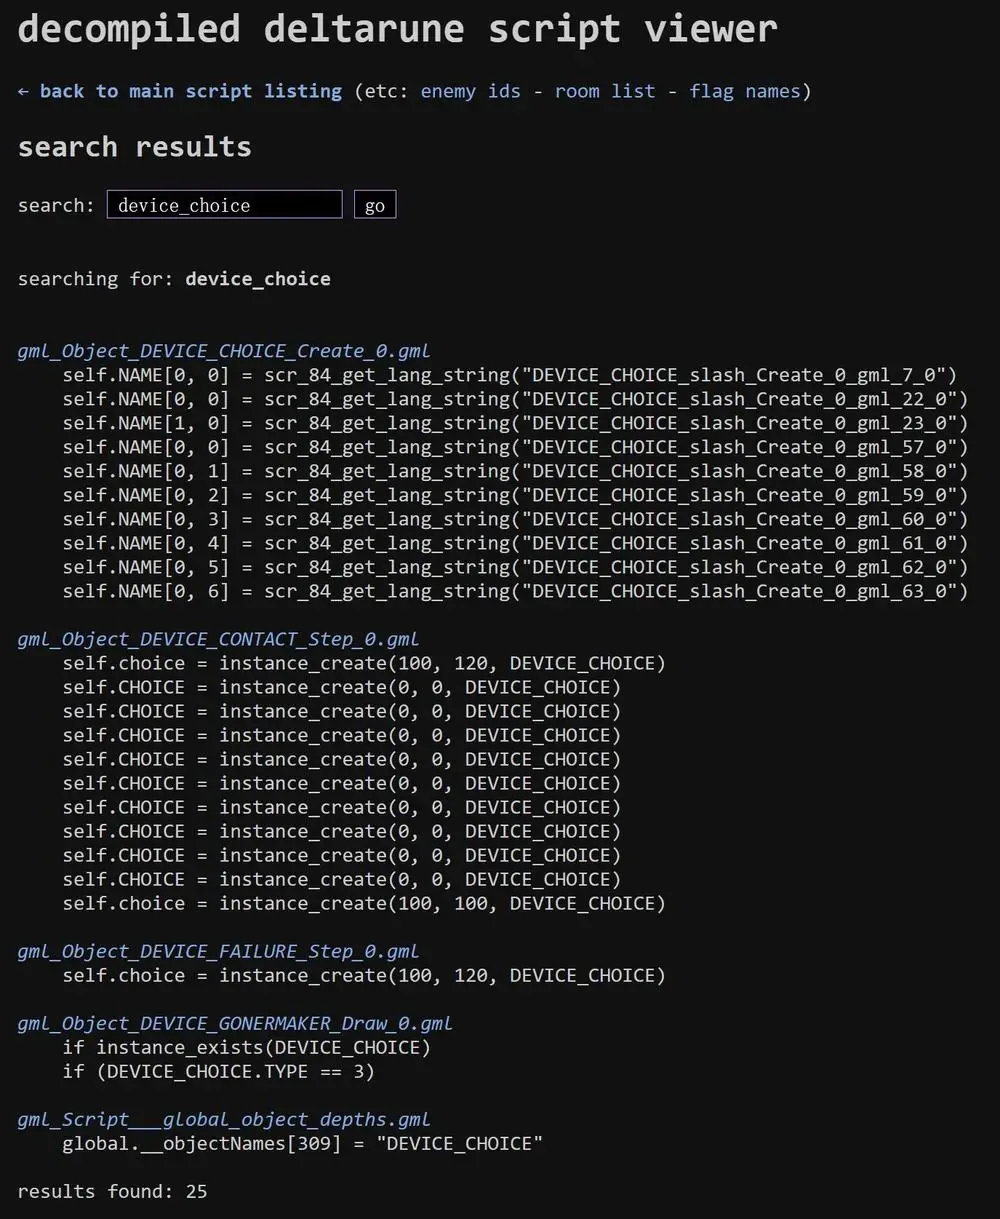 decompiled deltarune script viewer
← back to main script listing (etc: enemy ids - room list - flag names)
search results
search: device_choice go
searching for: device_choice
gml_Object_DEVICE_CHOICE_Create_0.gml
self.NAME[0, 0] = scr_84_get_lang_string("DEVICE_CHOICE_slash_Create_0_gml_7_0")
self.NAME[0, 0] = scr_84_get_lang_string("DEVICE_CHOICE_slash_Create_0_gml_22_0")
self.NAME[1, 0] = scr_84_get_lang_string("DEVICE_CHOICE_slash_Create_0_gml_23_0")
self.NAME[0, 0] = scr_84_get_lang_string("DEVICE_CHOICE_slash_Create_0_gml_57_0")
self.NAME[0, 1] = scr_84_get_lang_string("DEVICE_CHOICE_slash_Create_0_gml_58_0")
self.NAME[0, 2] = scr_84_get_lang_string("DEVICE_CHOICE_slash_Create_0_gml_59_0")
self.NAME[0, 3] = scr_84_get_lang_string("DEVICE_CHOICE_slash_Create_0_gml_60_0")
self.NAME[0, 4] = scr_84_get_lang_string("DEVICE_CHOICE_slash_Create_0_gml_61_0")
self.NAME[0, 5] = scr_84_get_lang_string("DEVICE_CHOICE_slash_Create_0_gml_62_0")
self.NAME[0, 6] = scr_84_get_lang_string("DEVICE_CHOICE_slash_Create_0_gml_63_0")
gml_Object_DEVICE_CONTACT_Step_0.gml
self.choice = instance_create(100, 120, DEVICE_CHOICE)
self.CHOICE = instance_create(0, 0, DEVICE_CHOICE)
self.CHOICE = instance_create(0, 0, DEVICE_CHOICE)
self.CHOICE = instance_create(0, 0, DEVICE_CHOICE)
self.CHOICE = instance_create(0, 0, DEVICE_CHOICE)
self.CHOICE = instance_create(0, 0, DEVICE_CHOICE)
self.CHOICE = instance_create(0, 0, DEVICE_CHOICE)
self.CHOICE = instance_create(0, 0, DEVICE_CHOICE)
self.CHOICE = instance_create(0, 0, DEVICE_CHOICE)
self.CHOICE = instance_create(0, 0, DEVICE_CHOICE)
self.choice = instance_create(100, 100, DEVICE_CHOICE)
gml_Object_DEVICE_FAILURE_Step_0.gml
self.choice = instance_create(100, 120, DEVICE_CHOICE)
gml_Object_DEVICE_GONERMAKER_Draw_0.gml
if instance_exists(DEVICE_CHOICE)
if (DEVICE_CHOICE.TYPE == 3)
gml_Script___global_object_depths.gml
global.__objectNames[309] = "DEVICE_CHOICE"
results found: 25